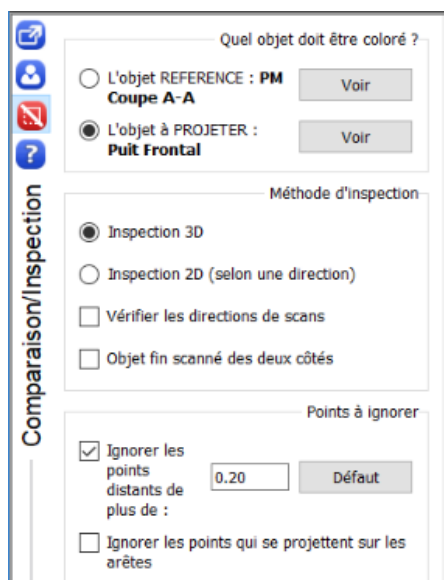 Comparaison/Inspection
Quel objet doit être coloré ?
L'objet REFERENCE : PM
Coupe A-A
Voir
L'objet à PROJETER :
Puit Frontal
Voir
Méthode d'inspection
Inspection 3D
Inspection 2D (selon une direction)
Vérifier les directions de scans
Objet fin scanné des deux côtés
Points à ignorer
Ignorer les
points
distants de
plus de :
0.20
Défaut
Ignorer les points qui se projettent sur les
arêtes